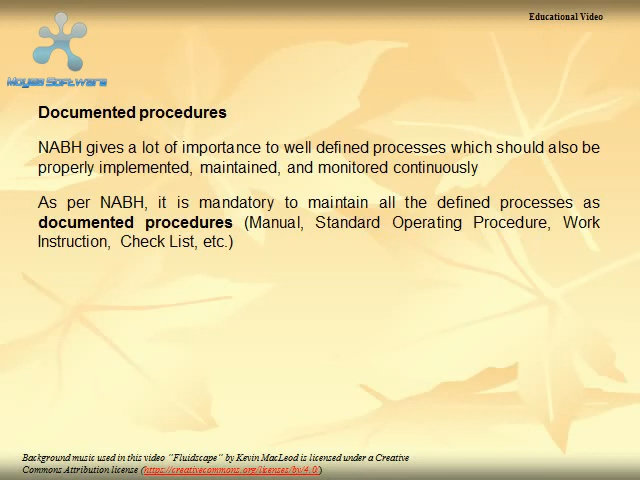 Educational Video
Moyea Software
Documented procedures
NABH gives a lot of importance to well defined processes which should also be
properly implemented, maintained, and monitored continuously
As per NABH, it is mandatory to maintain all the defined processes as
documented procedures (Manual, Standard Operating Procedure, Work
Instruction, Check List, etc.)
Background music used in this video "Fluidscape" by Kevin MacLeod is licensed under a Creative
Commons Attribution license (https://creativecommons.org/licenses/by/4.0/)